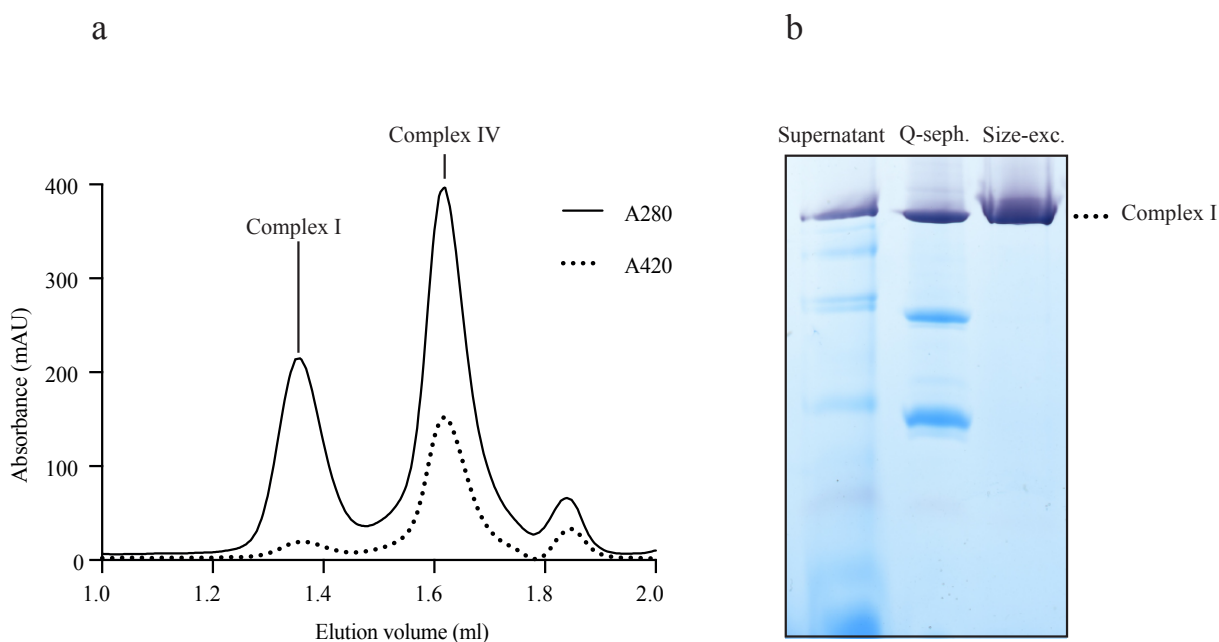 a
b
Complex IV
Complex I
A280
A420
400
300
200
100
0
Absorbance (mAU)
1.0 1.2 1.4 1.6 1.8 2.0
Elution volume (ml)
Supernatant Q-seph. Size-exc.
Complex I